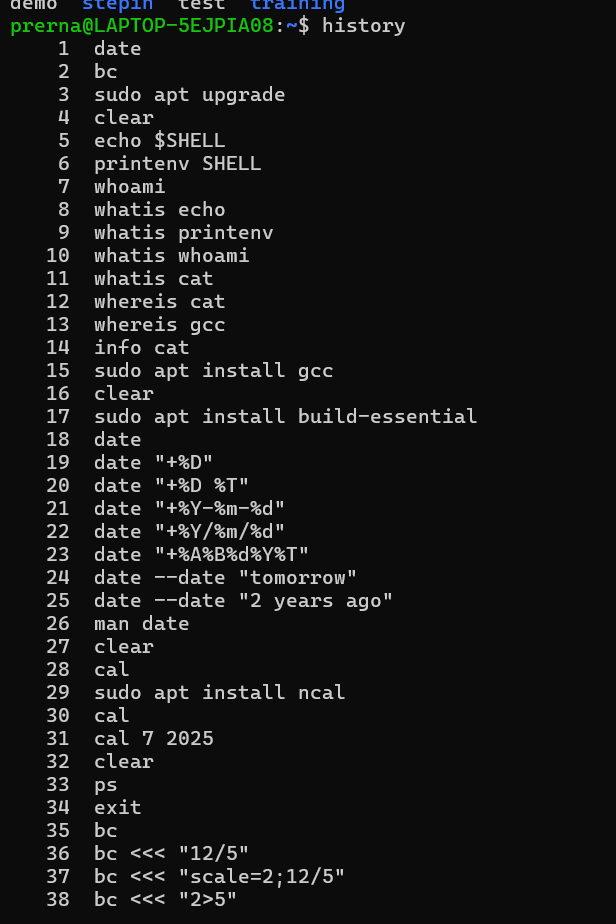 demo  stepin  test  training
prerna@LAPTOP-5EJPIA08:~$ history
    1  date
    2  bc
    3  sudo apt upgrade
    4  clear
    5  echo $SHELL
    6  printenv SHELL
    7  whoami
    8  whatis echo
    9  whatis printenv
   10  whatis whoami
   11  whatis cat
   12  whereis cat
   13  whereis gcc
   14  info cat
   15  sudo apt install gcc
   16  clear
   17  sudo apt install build-essential
   18  date
   19  date "+%D"
   20  date "+%D %T"
   21  date "+%Y-%m-%d"
   22  date "+%Y/%m/%d"
   23  date "+%A%B%d%Y%T"
   24  date --date "tomorrow"
   25  date --date "2 years ago"
   26  man date
   27  clear
   28  cal
   29  sudo apt install ncal
   30  cal
   31  cal 7 2025
   32  clear
   33  ps
   34  exit
   35  bc
   36  bc <<< "12/5"
   37  bc <<< "scale=2;12/5"
   38  bc <<< "2>5"